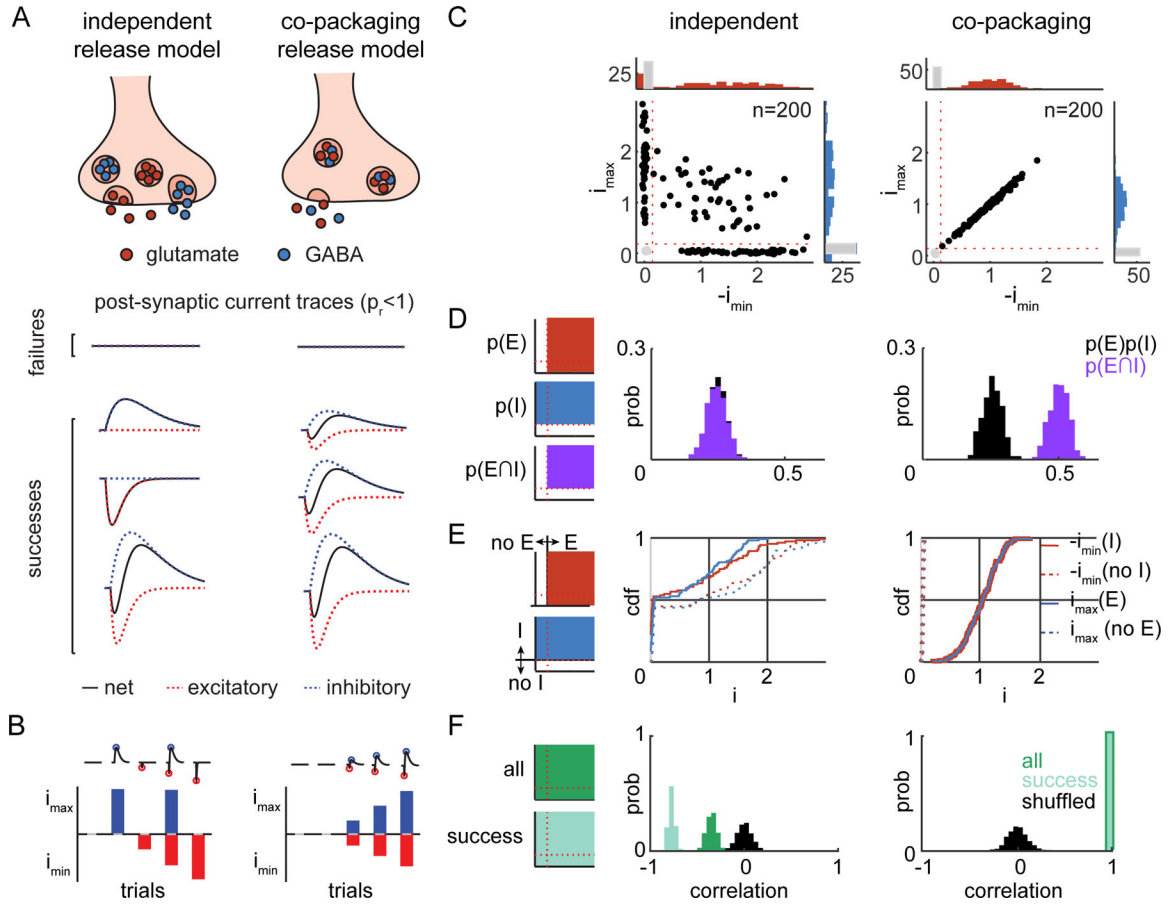 A
independent
release model
co-packaging
release model
glutamate
GABA
post-synaptic current traces (pr<1)
failures
successes
net
excitatory
inhibitory
B
imax
imin
trials
imax
imin
trials
C
independent
co-packaging
25
n=200
imax
2
1
0
0
1
2
-imin
25
50
n=200
imax
2
1
0
0
1
2
-imin
50
D
p(E)
p(I)
p(E∩I)
0.3
prob
0
0
0.5
0.3
prob
0
0
0.5
p(E)p(I)
p(E∩I)
E
no E
E
I
no I
1
cdf
0
0
1
2
i
1
cdf
0
0
1
2
i
-imin(I)
-imin(no I)
imax(E)
imax (no E)
F
all
success
1
prob
0
-1
0
1
correlation
1
prob
0
-1
0
1
correlation
all
success
shuffled